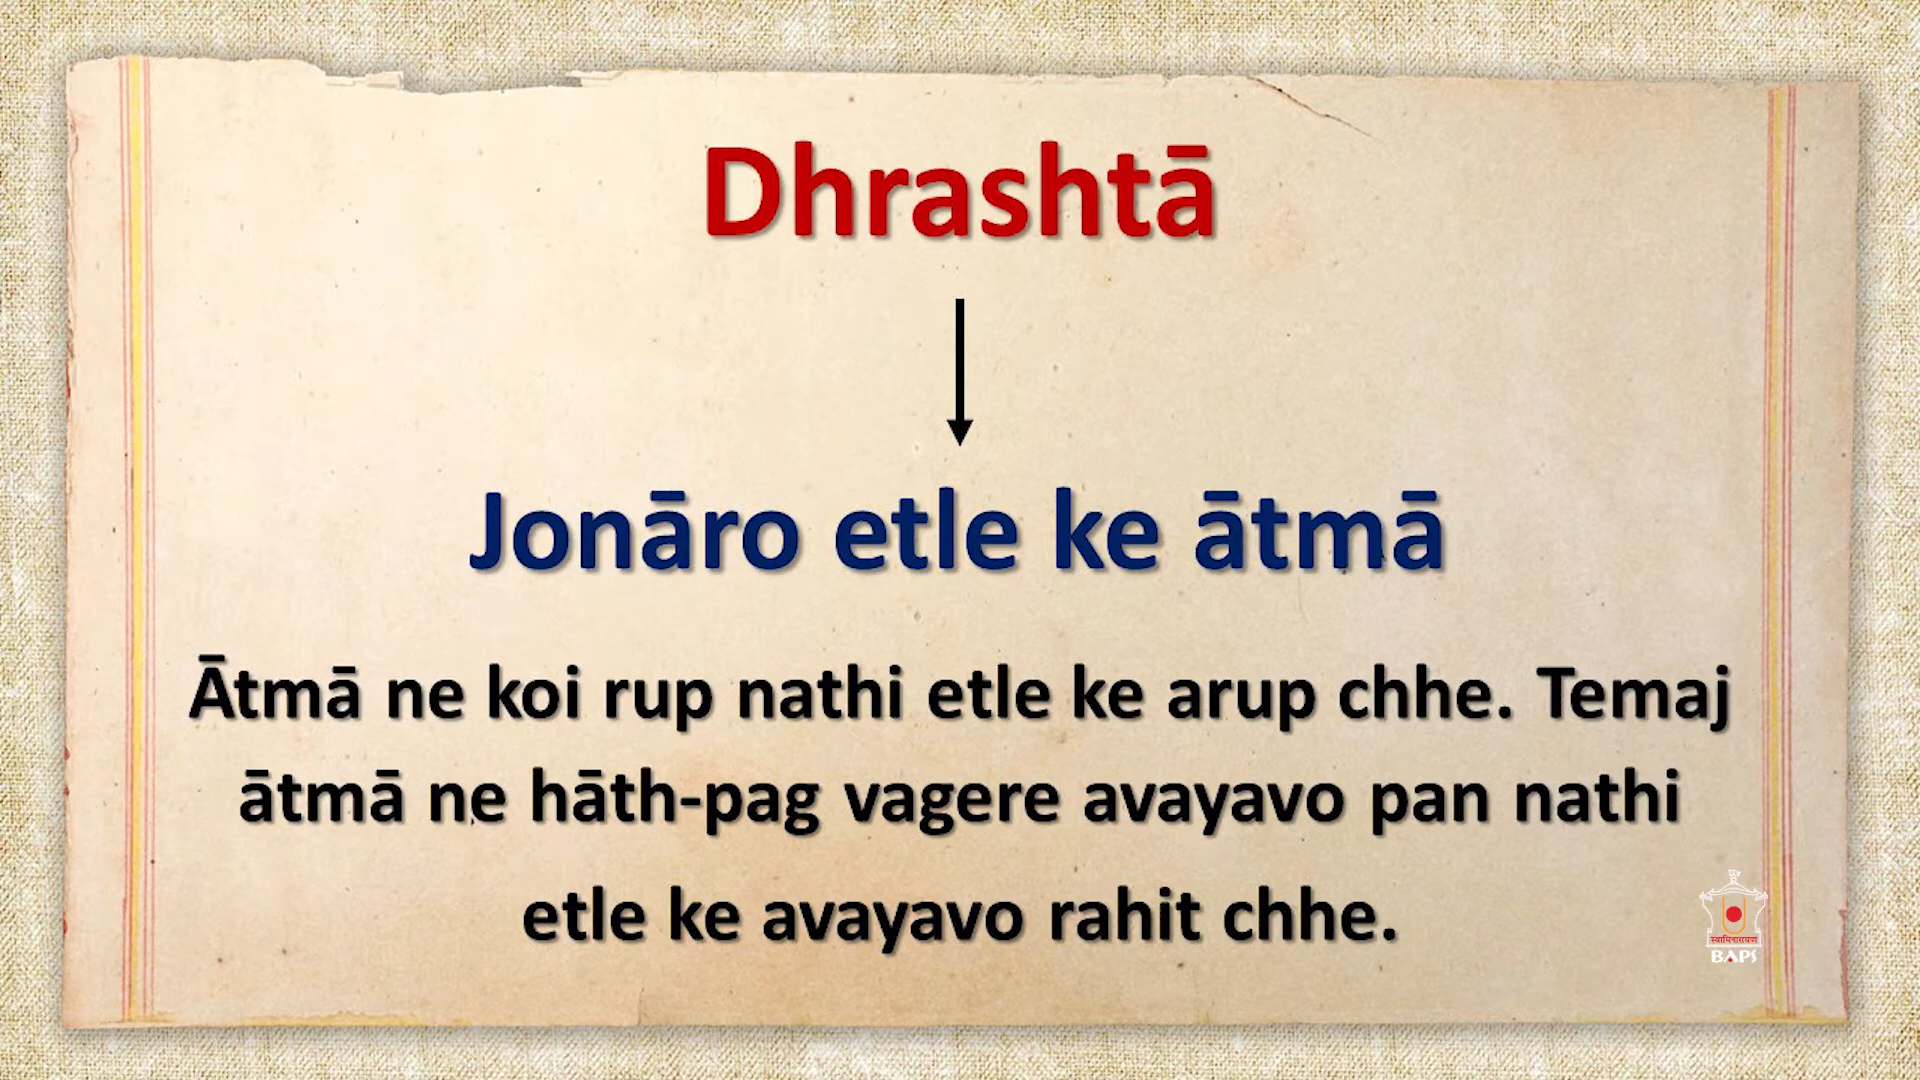 Dhrashtā
Jonāro etle ke ātmā
Ātmā ne koi rup nathi etle ke arup chhe. Temaj
ātmā ne hāth-pag vagere avayavo pan nathi
etle ke avayavo rahit chhe.
स्वामिनारायण
BAPS